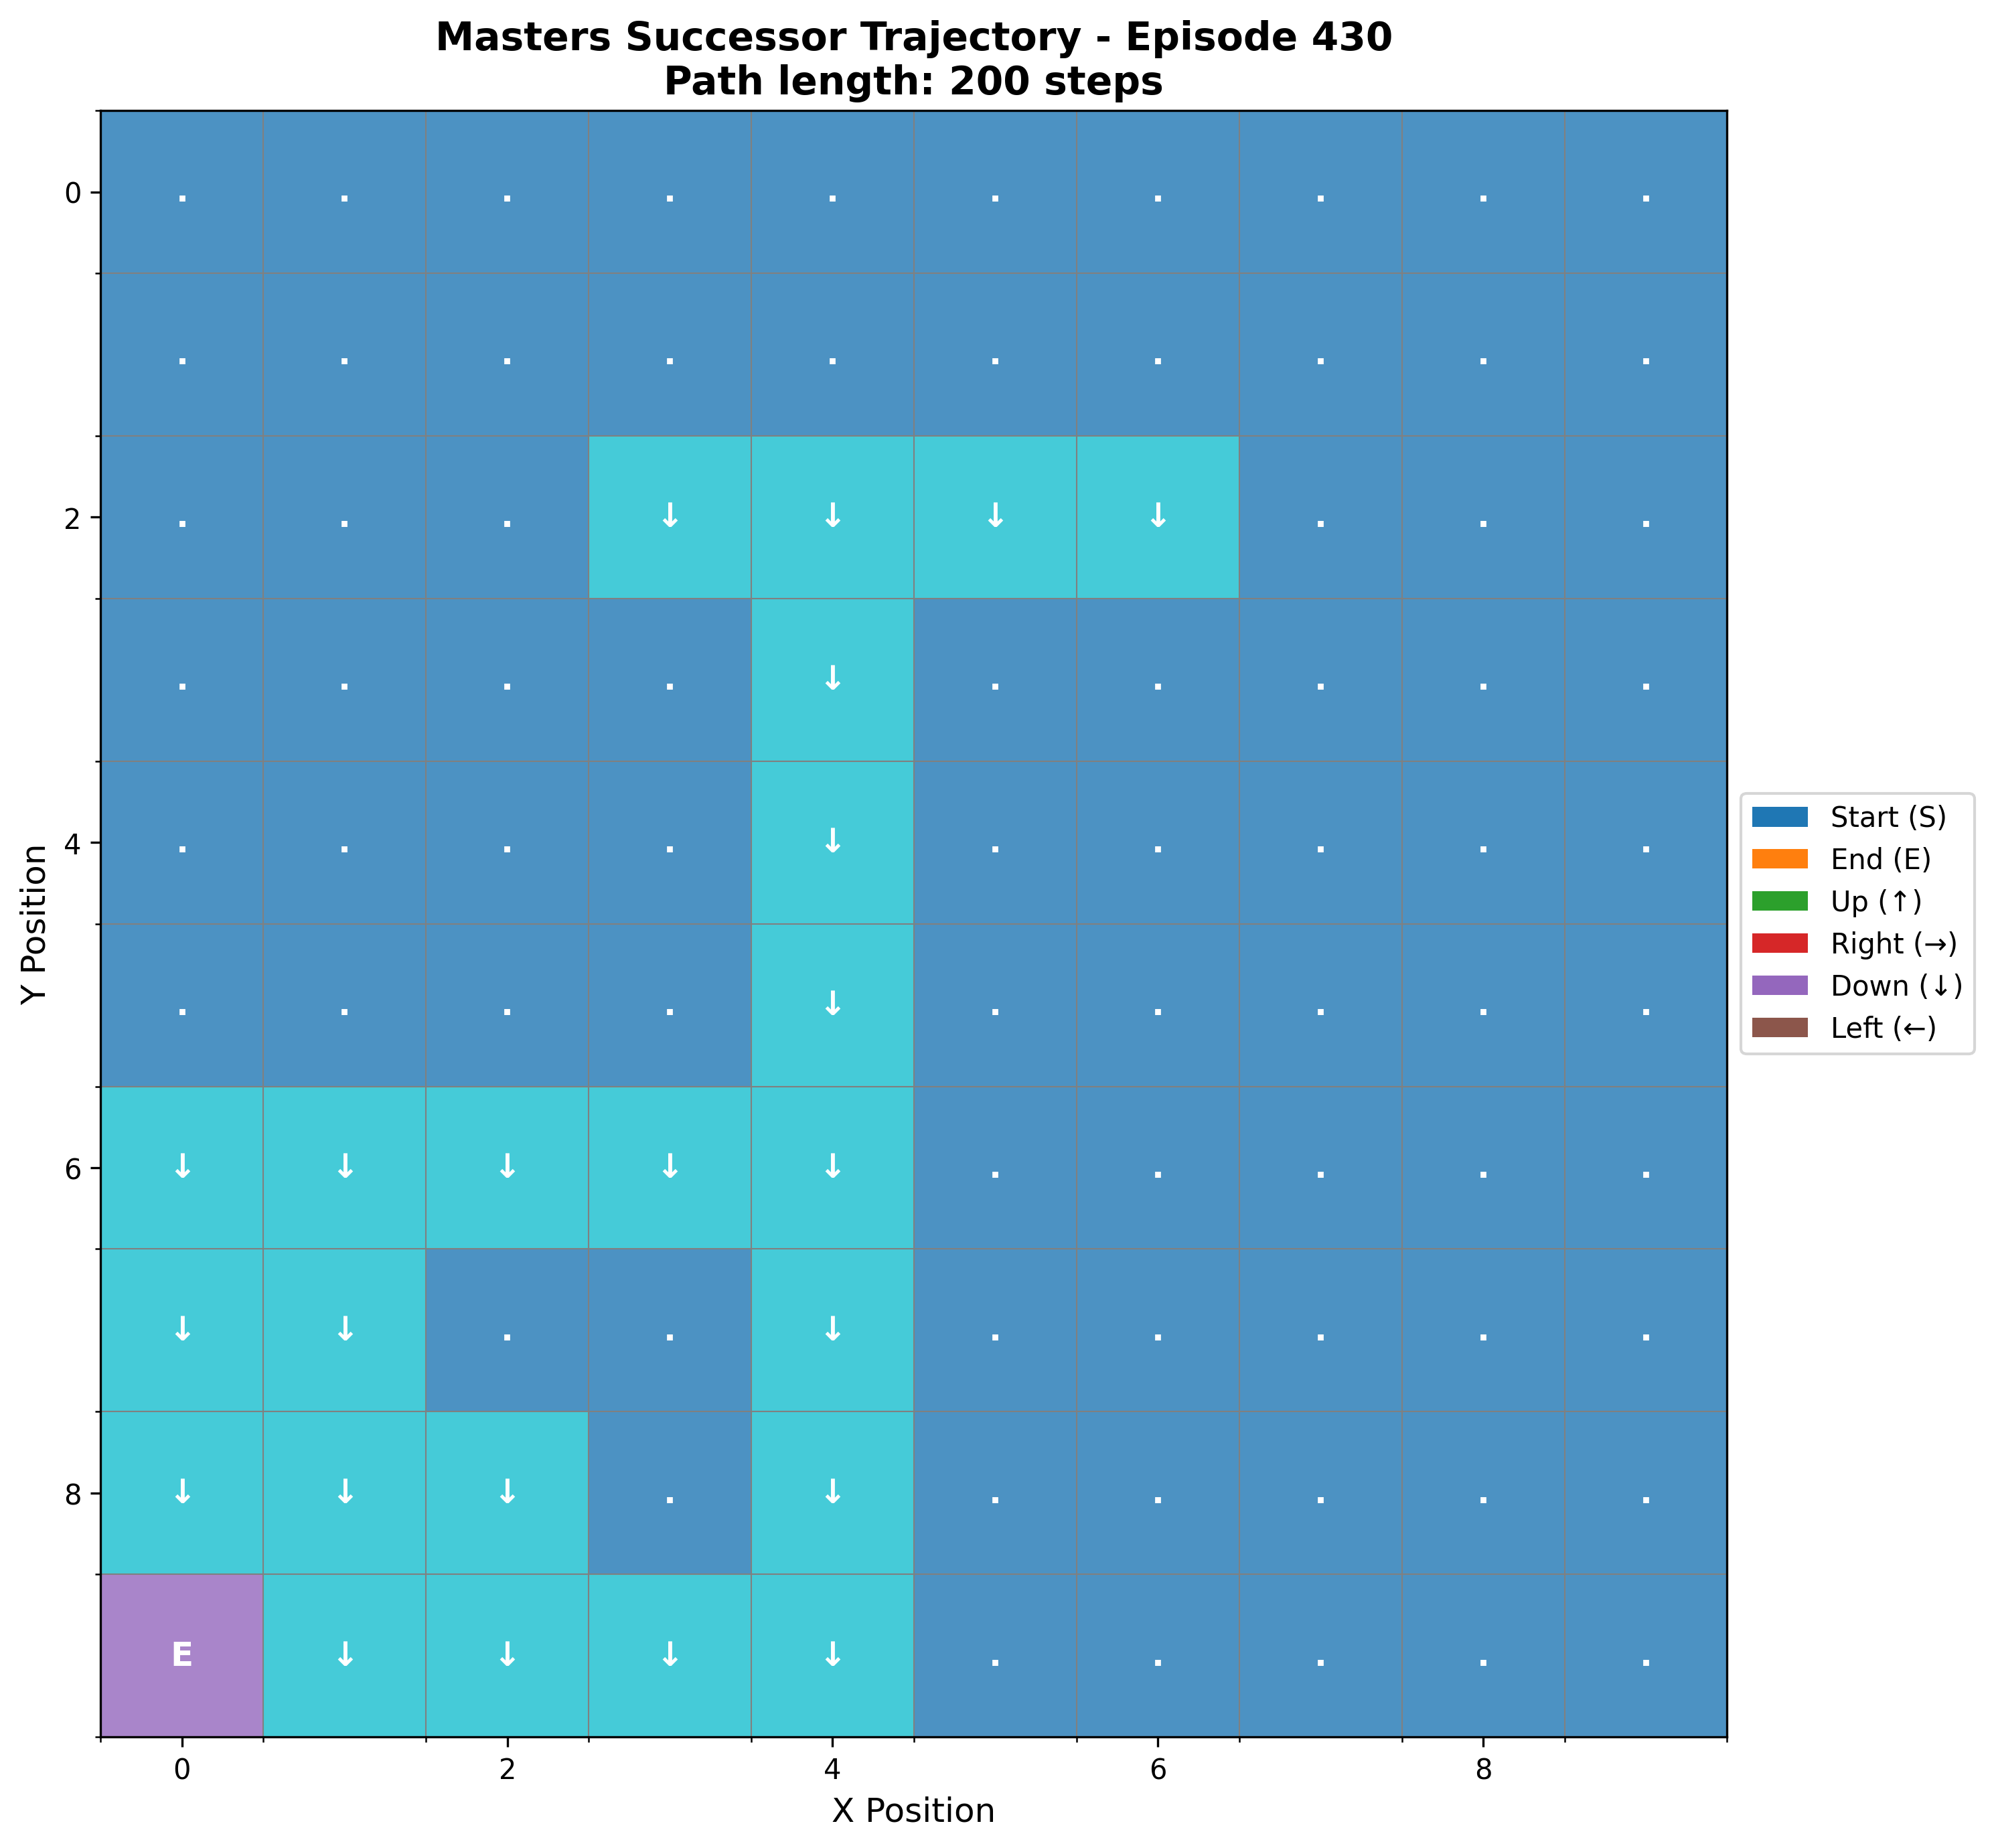 Masters Successor Trajectory - Episode 430
Path length: 200 steps
0 . . . . . . . . . .
. . . . . . . . . .
2 . . . ↓ ↓ ↓ ↓ . . .
. . . . ↓ . . . . .
4 . . . . ↓ . . . . .
. . . . ↓ . . . . .
6 ↓ ↓ ↓ ↓ ↓ . . . . .
↓ ↓ . . ↓ . . . . .
8 ↓ ↓ ↓ . ↓ . . . . .
E ↓ ↓ ↓ ↓ . . . . .
0 2 4 6 8
X Position
Y Position
Start (S)
End (E)
Up (↑)
Right (→)
Down (↓)
Left (←)